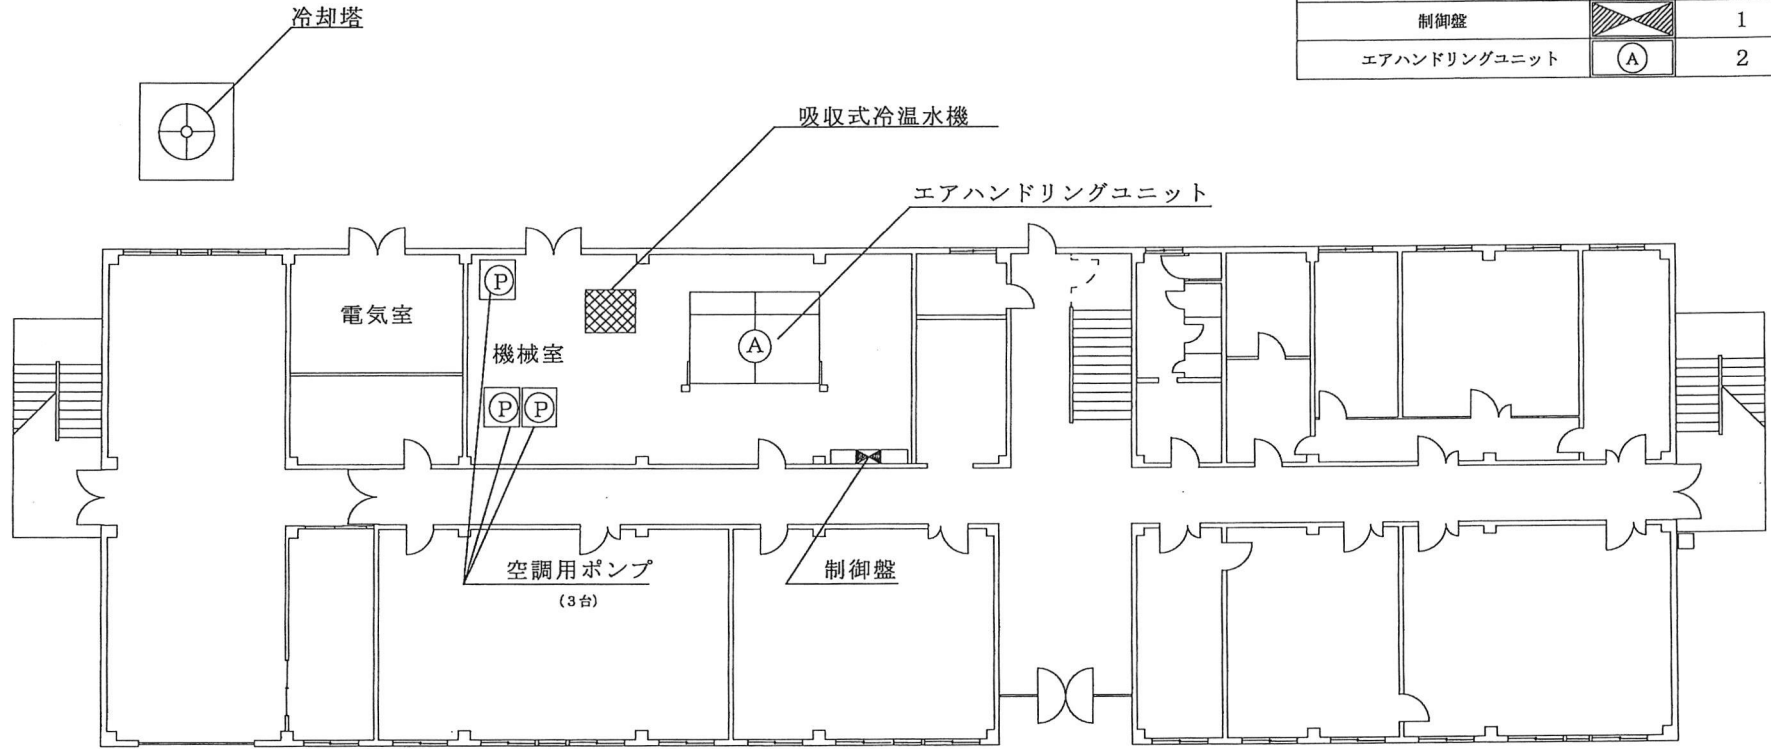 冷却塔
制御盤 1
エアハンドリングユニット A 2
吸収式冷温水機
エアハンドリングユニット
電気室
P
機械室
A
P P
空調用ポンプ
(3台)
制御盤